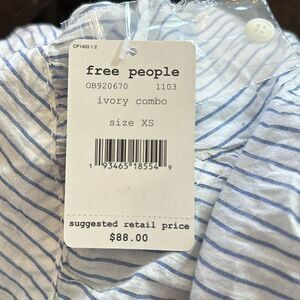 CP1403 1 2
free people
OB920670 1103
ivory combo
size XS
1 93465 18554 9
suggested retail price
$88.00